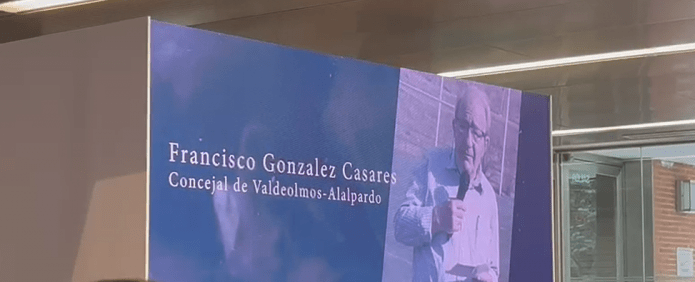 Francisco Gonzalez Casares
Concejal de Valdeolmos-Alalpardo